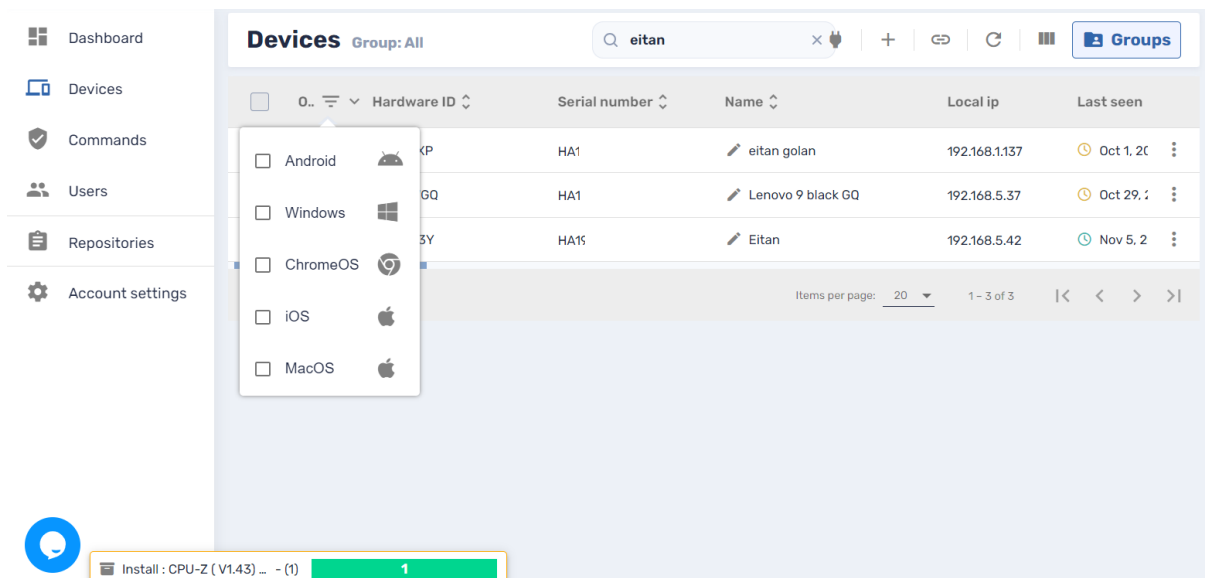 Dashboard
Devices
Commands
Users
Repositories
Account settings
Devices Group: All
eitan
Groups
O.. Hardware ID Serial number Name Local ip Last seen
XP HA1 eitan golan 192.168.1.137 Oct 1, 20
GQ HA1 Lenovo 9 black GQ 192.168.5.37 Oct 29, 2
3Y HA19 Eitan 192.168.5.42 Nov 5, 2
Android
Windows
ChromeOS
iOS
MacOS
Items per page: 20 1 – 3 of 3
Install : CPU-Z ( V1.43) ... - (1) 1